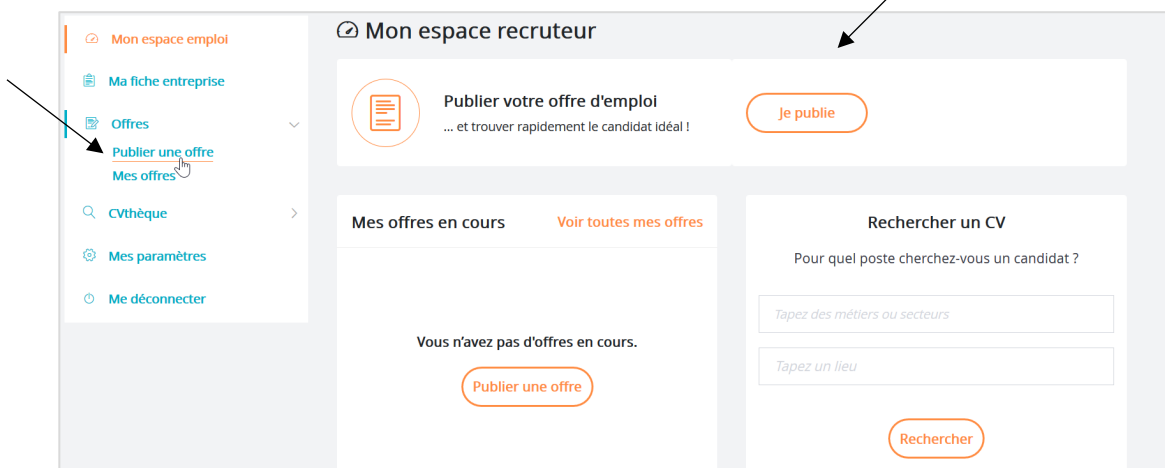 Mon espace emploi
Ma fiche entreprise
Offres
Publier une offre
Mes offres
CVthèque
Mes paramètres
Me déconnecter
Mon espace recruteur
Publier votre offre d'emploi
... et trouver rapidement le candidat idéal !
Je publie
Mes offres en cours
Voir toutes mes offres
Vous n'avez pas d'offres en cours.
Publier une offre
Rechercher un CV
Pour quel poste cherchez-vous un candidat ?
Tapez des métiers ou secteurs
Tapez un lieu
Rechercher